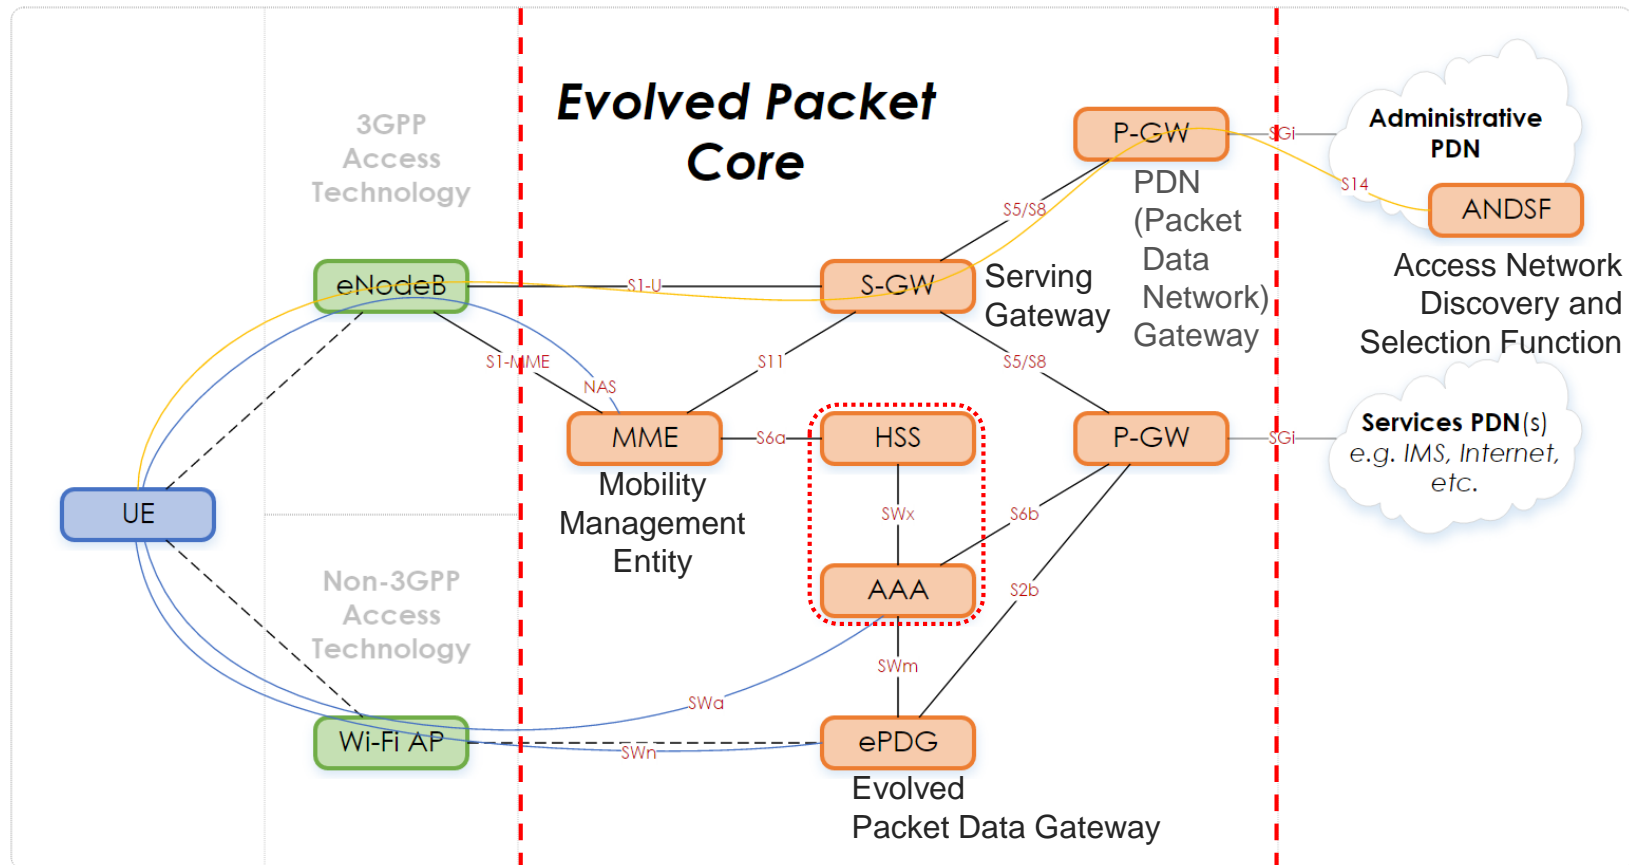 Evolved Packet
Core
3GPP
Access
Technology
P-GW
SGi
Administrative
PDN
S14
ANDSF
PDN
(Packet
Data
Network)
Gateway
S5/S8
Access Network
Discovery and
Selection Function
eNodeB
S1-U
S-GW
Serving
Gateway
S1-MME
NAS
S11
S5/S8
MME
S6a
HSS
P-GW
SGi
Services PDN(s)
e.g. IMS, Internet,
etc.
Mobility
Management
Entity
UE
SWx
S6b
Non-3GPP
Access
Technology
AAA
S2b
SWm
SWa
Wi-Fi AP
SWn
ePDG
Evolved
Packet Data Gateway